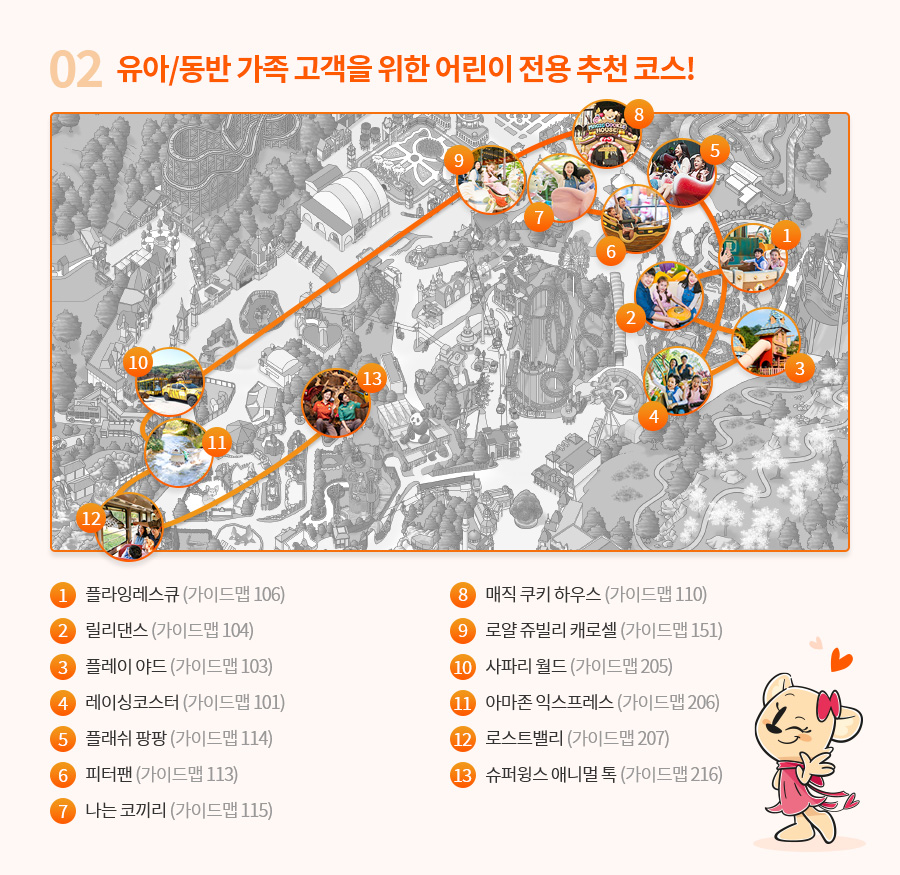 02 유아/동반 가족 고객을 위한 어린이 전용 추천 코스!
8
9
5
7
1
6
2
10
3
13
4
11
12
1 플라잉레스큐 (가이드맵 106)
2 릴리댄스 (가이드맵 104)
3 플레이 야드 (가이드맵 103)
4 레이싱코스터 (가이드맵 101)
5 플래쉬 팡팡 (가이드맵 114)
6 피터팬 (가이드맵 113)
7 나는 코끼리 (가이드맵 115)
8 매직 쿠키 하우스 (가이드맵 110)
9 로얄 쥬빌리 캐로셀 (가이드맵 151)
10 사파리 월드 (가이드맵 205)
11 아마존 익스프레스 (가이드맵 206)
12 로스트밸리 (가이드맵 207)
13 슈퍼윙스 애니멀 톡 (가이드맵 216)